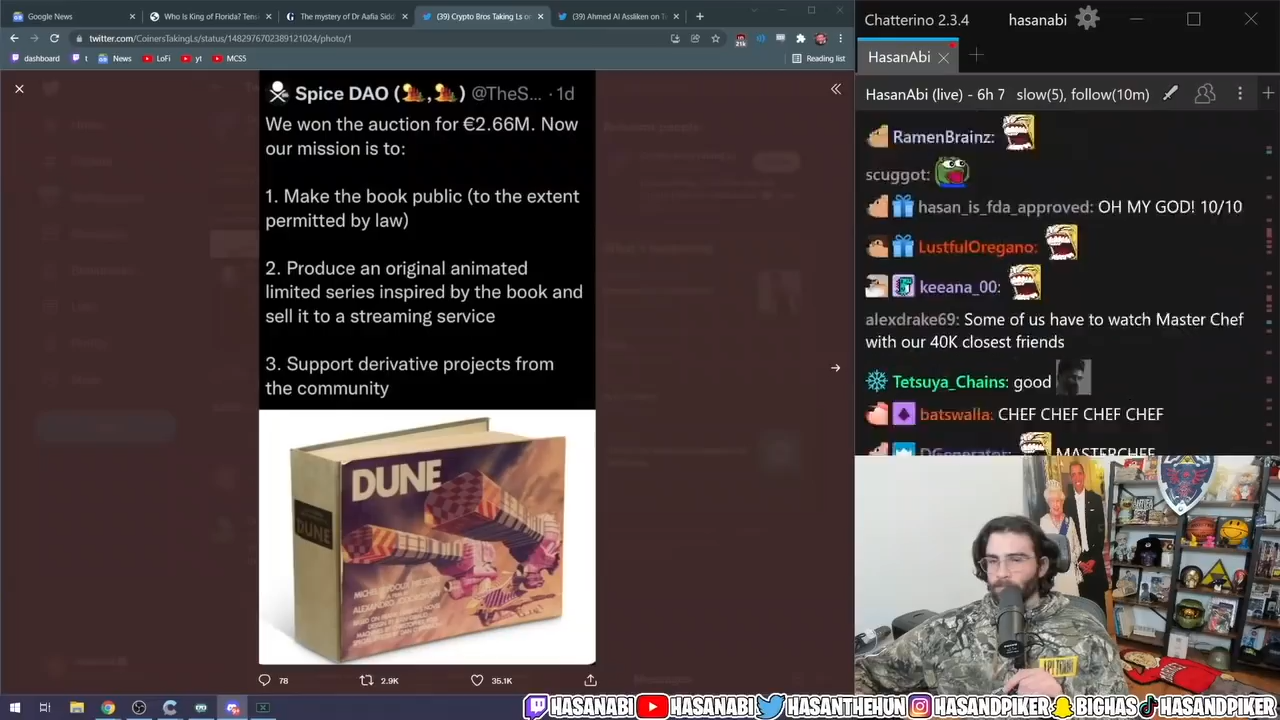 Google News
Who Is King of Florida? Tens
The mystery of Dr Aafia Sidd
(39) Crypto Bros Taking Ls on
(39) Ahmed Al Assliken on T
twitter.com/CoinersTakingLs/status/1482976702389121024/photo/1
21k
dashboard
t
News
LoFi
yt
MCS5
Reading list
Spice DAO ( , ) @TheS... · 1d
We won the auction for €2.66M. Now
our mission is to:
1. Make the book public (to the extent
permitted by law)
2. Produce an original animated
limited series inspired by the book and
sell it to a streaming service
3. Support derivative projects from
the community
DUNE
DUNE
78
2.9K
35.1K
Chatterino 2.3.4
hasanabi
HasanAbi
HasanAbi (live) - 6h 7
slow(5), follow(10m)
RamenBrainz:
scuggot:
hasan_is_fda_approved: OH MY GOD! 10/10
LustfulOregano:
keeana_00:
alexdrake69: Some of us have to watch Master Chef
with our 40K closest friends
Tetsuya_Chains: good
batswalla: CHEF CHEF CHEF CHEF
DGenerator: MASTERCHEF
HASANABI
HASANABI
HASANTHEHUN
HASANDPIKER
BIGHAS
HASANDPIKER